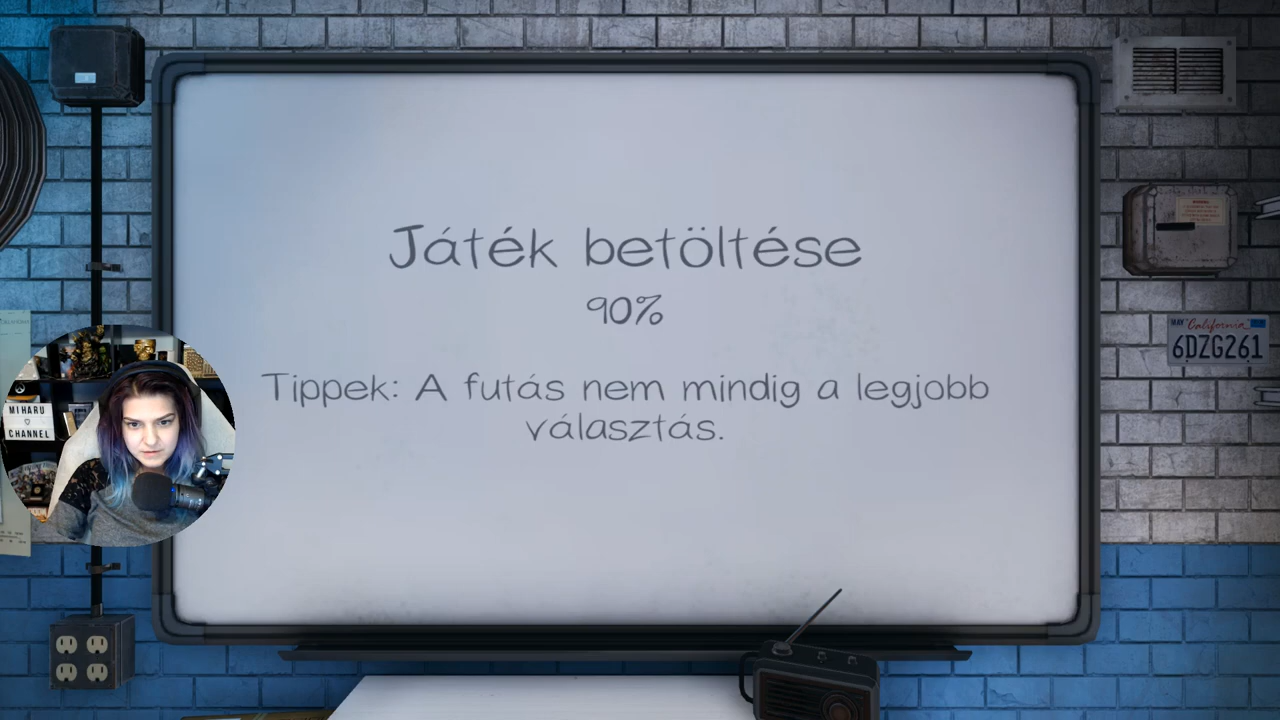 Játék betöltése
90%
Tippek: A futás nem mindig a legjobb
választás.
MIHARU
CHANNEL
California
6DZG261